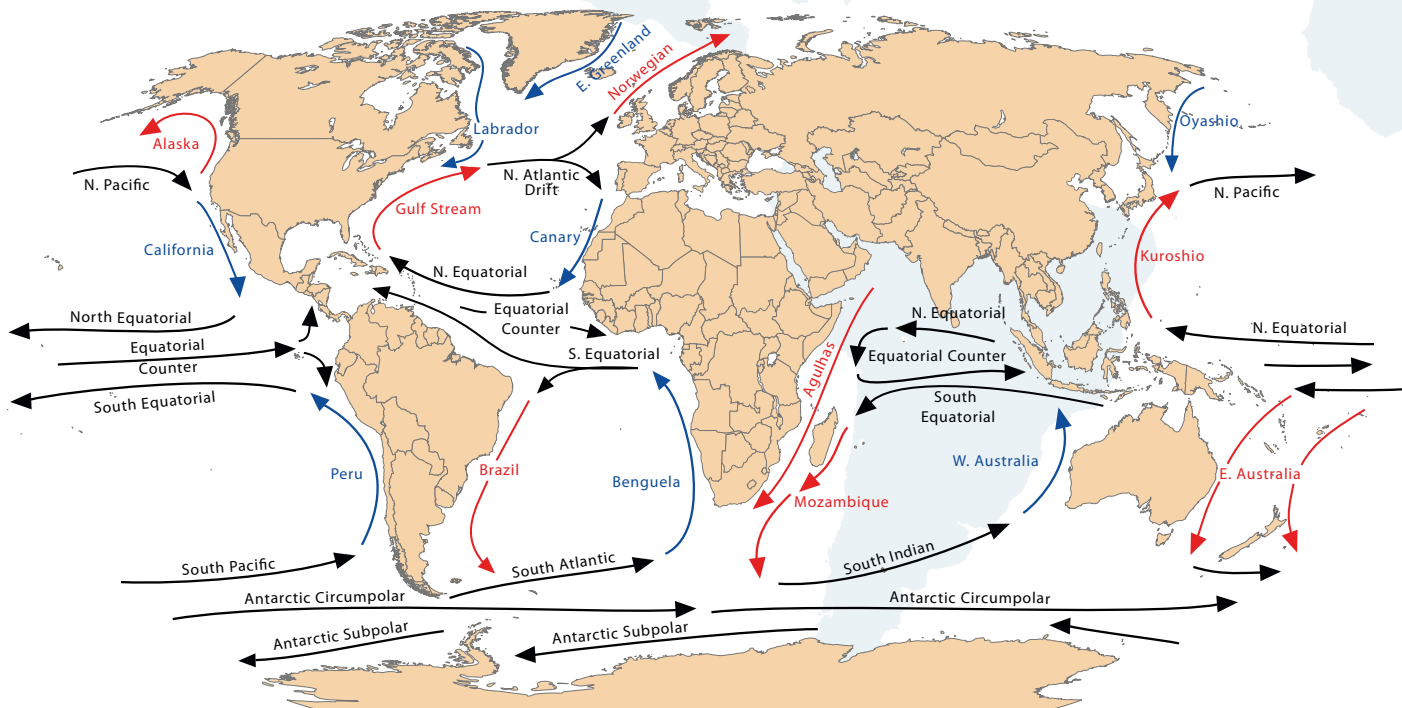 E. Greenland
Norwegian
Labrador
Oyashio
Alaska
N. Pacific
N. Atlantic
Drift
N. Pacific
Gulf Stream
Canary
California
Kuroshio
N. Equatorial
North Equatorial
Equatorial
Counter
N. Equatorial
N. Equatorial
Equatorial
Counter
S. Equatorial
Equatorial Counter
Agulhas
South Equatorial
South
Equatorial
Peru
Brazil
Benguela
W. Australia
E. Australia
Mozambique
South Pacific
South Atlantic
South Indian
Antarctic Circumpolar
Antarctic Circumpolar
Antarctic Subpolar
Antarctic Subpolar